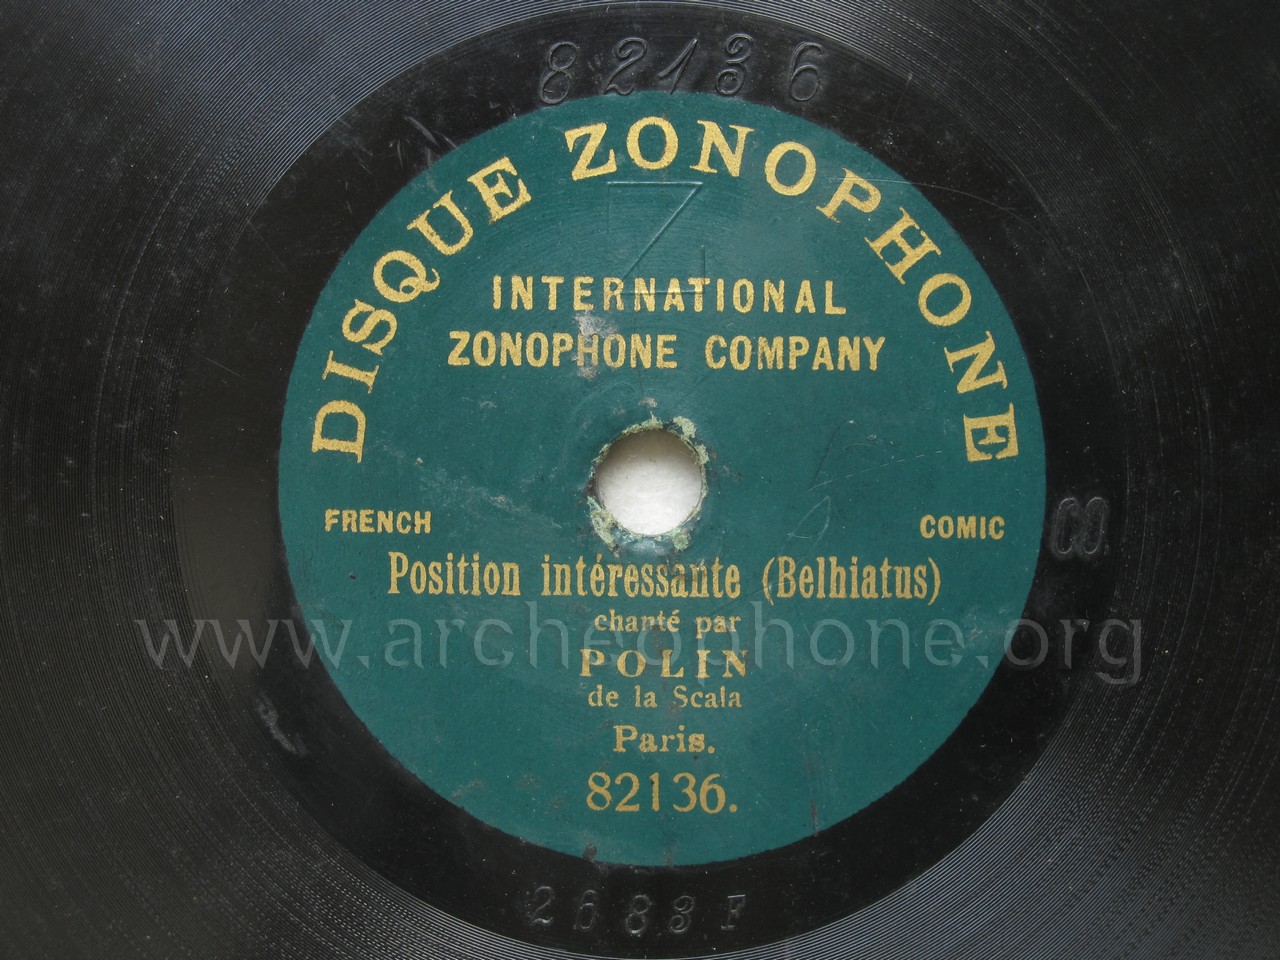 82136
DISQUE ZONOPHONE
INTERNATIONAL
ZONOPHONE COMPANY
FRENCH COMIC
CO
Position intéressante (Belhiatus)
chanté par
www.archeophone.org
POLIN
de la Scala
Paris.
82136.
2683 F